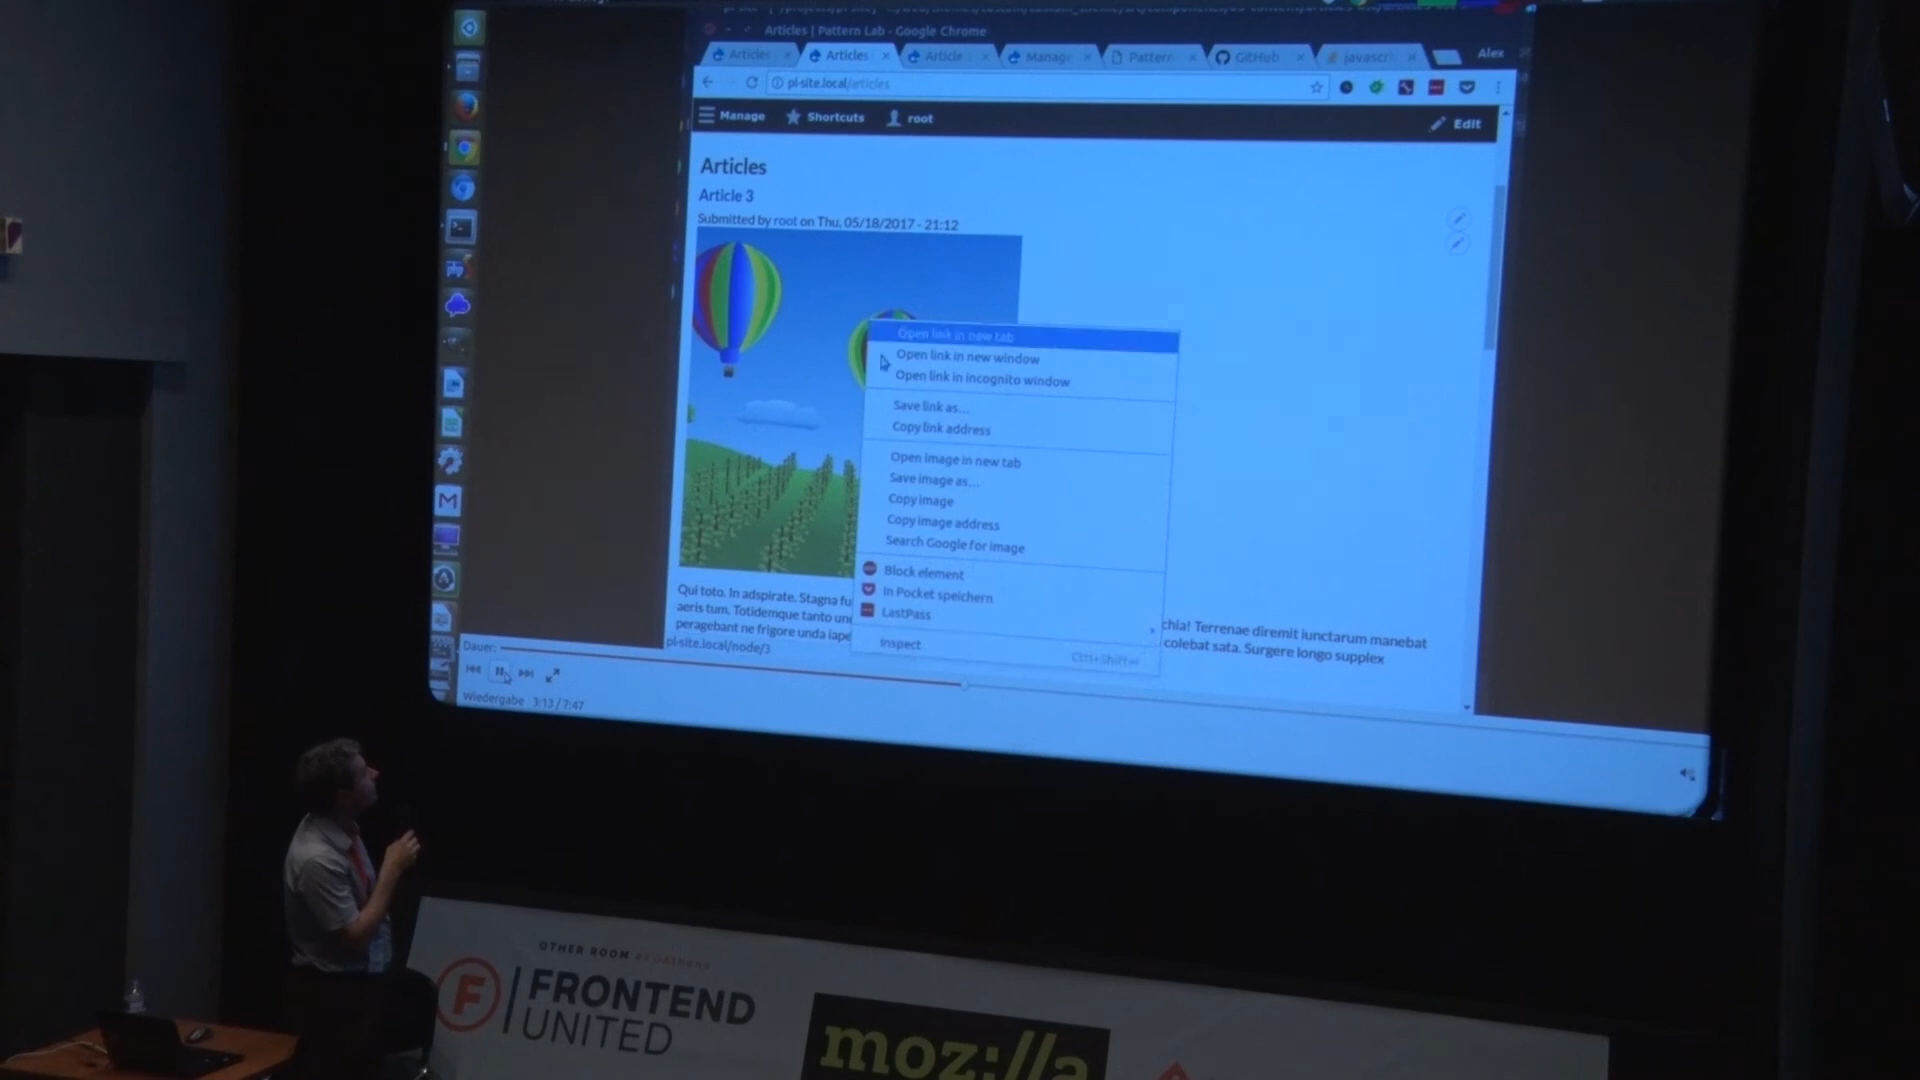 Articles | Pattern Lab - Google Chrome
Articles
Articles
Article
Manage
Pattern
GitHub
javascri
Alex
pl-site.local/articles
Manage
Shortcuts
root
Edit
Articles
Article 3
Submitted by root on Thu, 05/18/2017 - 21:12
Open link in new tab
Open link in new window
Open link in incognito window
Save link as...
Copy link address
Open image in new tab
Save image as...
Copy image
Copy image address
Search Google for image
Block element
In Pocket speichern
LastPass
Inspect
Ctrl+Shift+I
Qui toto. In adspirate. Stagna fu
chia! Terrenae diremit iunctarum manebat
aeris tum. Totidemque tanto und
colebat sata. Surgere longo supplex
peragebant ne frigore unda iape
pl-site.local/node/3
Dauer:
Wiedergabe 3:13 / 7:47
OTHER ROOM
FRONTEND
UNITED
moz://a